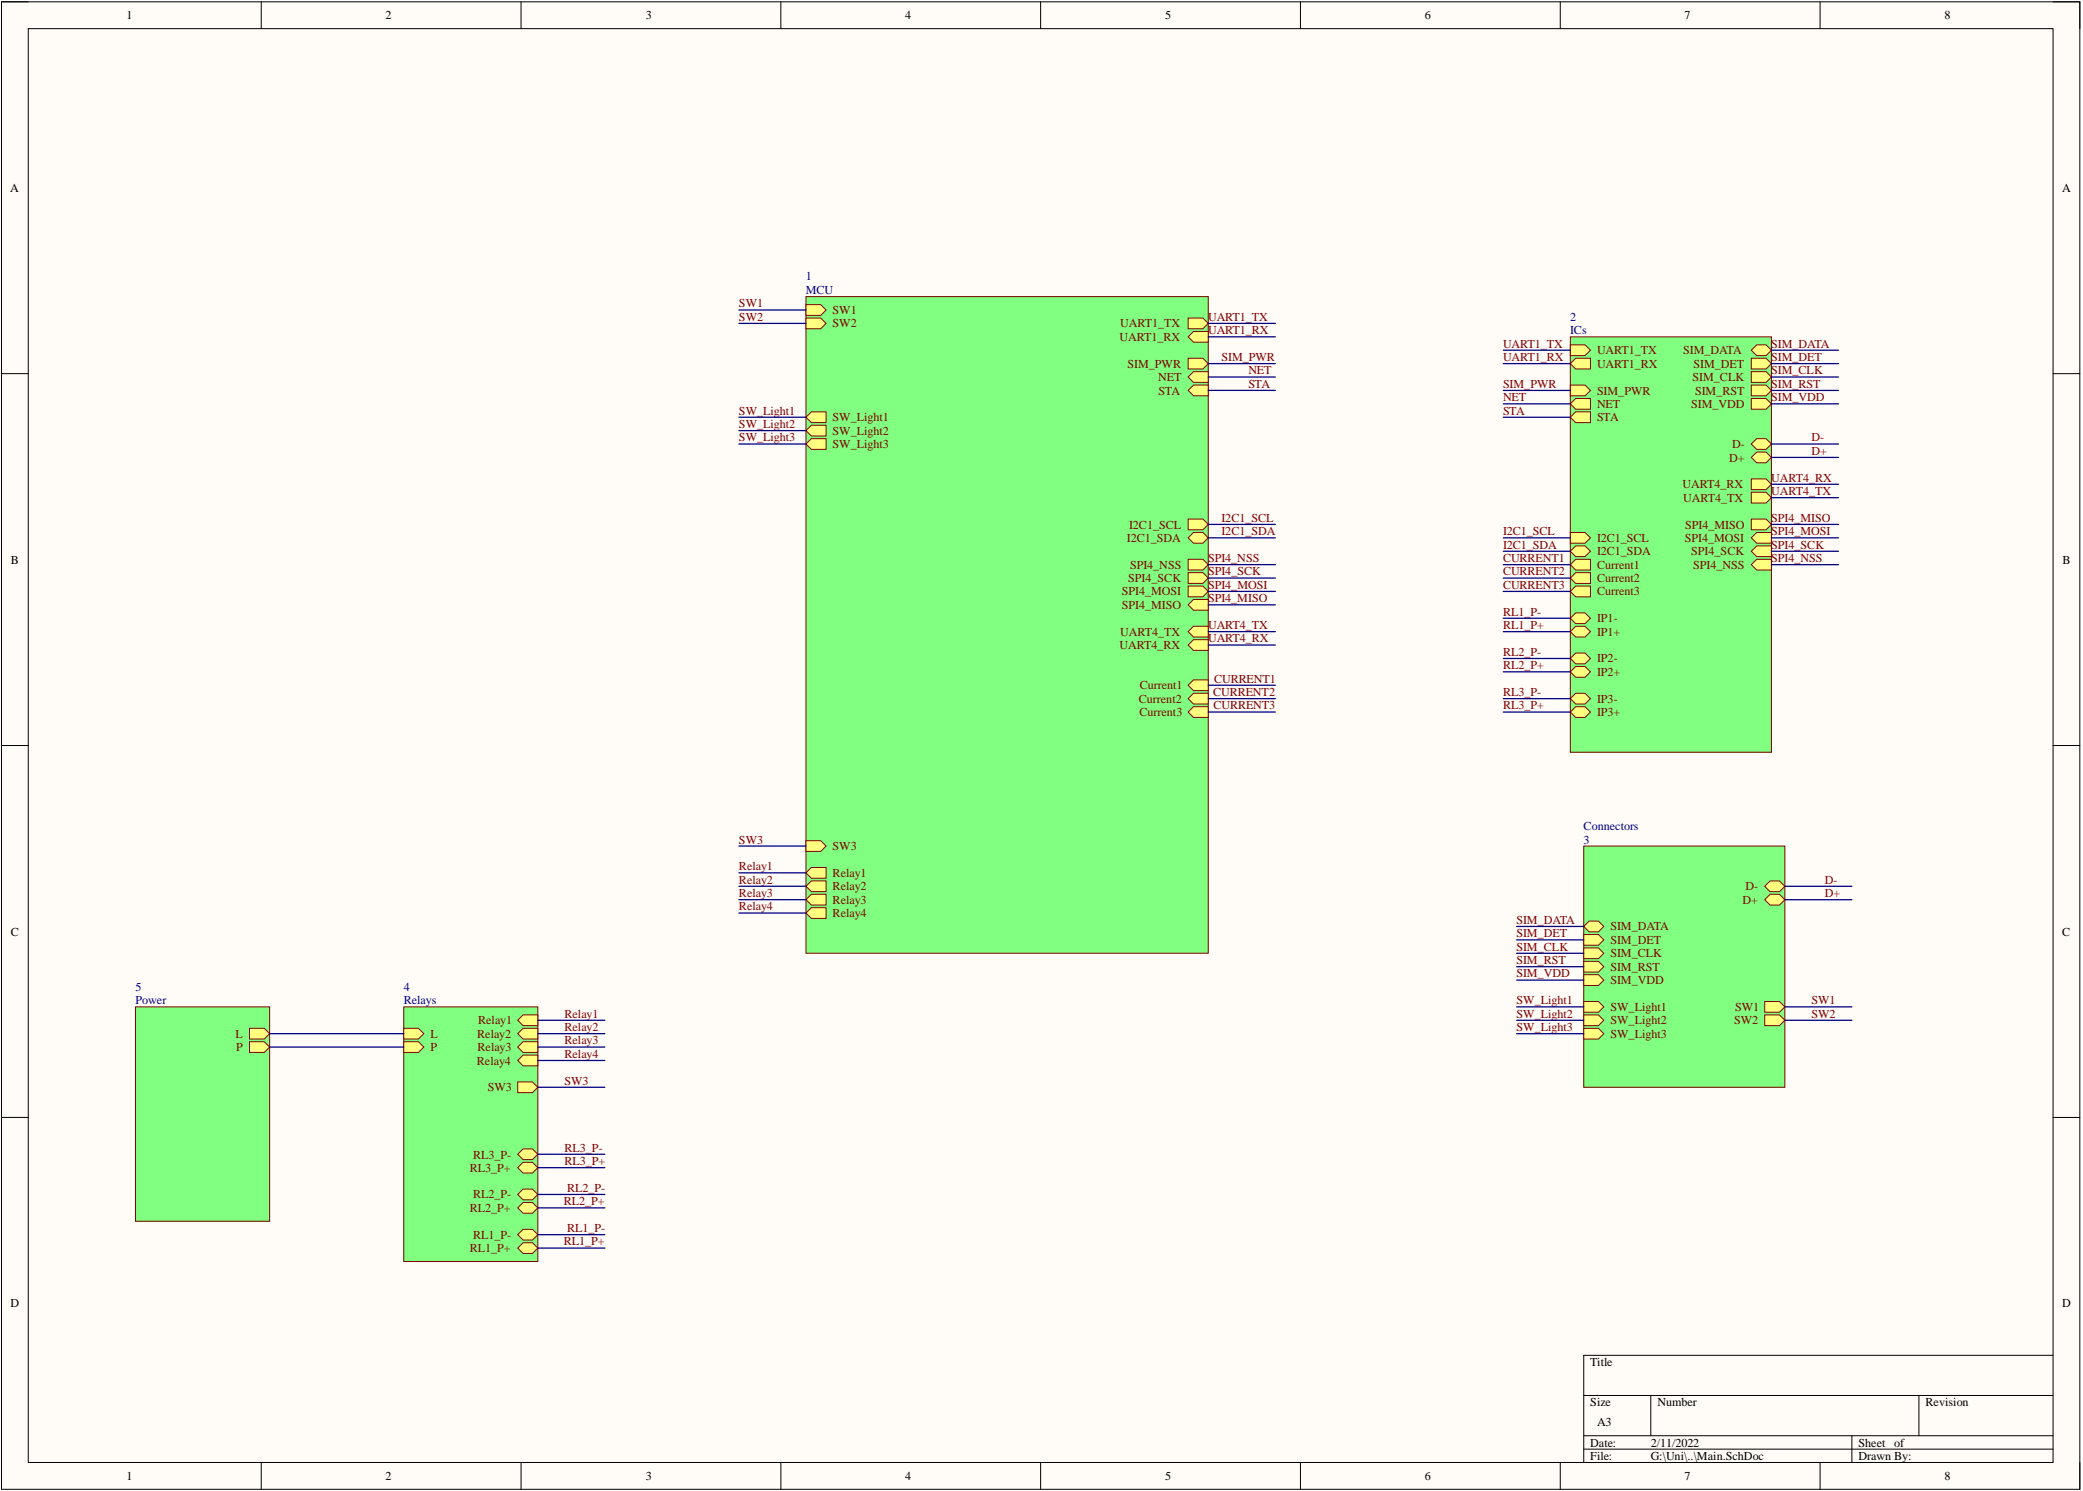 1 2 3 4 5 6 7 8
A A
B B
C C
D D
1
MCU
SW1 SW1
SW2 SW2
SW_Light1 SW_Light1
SW_Light2 SW_Light2
SW_Light3 SW_Light3
SW3 SW3
Relay1 Relay1
Relay2 Relay2
Relay3 Relay3
Relay4 Relay4
UART1_TX UART1_TX
UART1_RX UART1_RX
SIM_PWR SIM_PWR
NET NET
STA STA
I2C1_SCL I2C1_SCL
I2C1_SDA I2C1_SDA
SPI4_NSS SPI4_NSS
SPI4_SCK SPI4_SCK
SPI4_MOSI SPI4_MOSI
SPI4_MISO SPI4_MISO
UART4_TX UART4_TX
UART4_RX UART4_RX
Current1 CURRENT1
Current2 CURRENT2
Current3 CURRENT3
2
ICs
UART1_TX UART1_TX
UART1_RX UART1_RX
SIM_PWR SIM_PWR
NET NET
STA STA
I2C1_SCL I2C1_SCL
I2C1_SDA I2C1_SDA
CURRENT1 Current1
CURRENT2 Current2
CURRENT3 Current3
RL1_P- IP1-
RL1_P+ IP1+
RL2_P- IP2-
RL2_P+ IP2+
RL3_P- IP3-
RL3_P+ IP3+
SIM_DATA SIM_DATA
SIM_DET SIM_DET
SIM_CLK SIM_CLK
SIM_RST SIM_RST
SIM_VDD SIM_VDD
D- D-
D+ D+
UART4_RX UART4_RX
UART4_TX UART4_TX
SPI4_MISO SPI4_MISO
SPI4_MOSI SPI4_MOSI
SPI4_SCK SPI4_SCK
SPI4_NSS SPI4_NSS
Connectors
3
D- D-
D+ D+
SIM_DATA SIM_DATA
SIM_DET SIM_DET
SIM_CLK SIM_CLK
SIM_RST SIM_RST
SIM_VDD SIM_VDD
SW_Light1 SW_Light1
SW_Light2 SW_Light2
SW_Light3 SW_Light3
SW1 SW1
SW2 SW2
5
Power
L
P
4
Relays
L
P
Relay1 Relay1
Relay2 Relay2
Relay3 Relay3
Relay4 Relay4
SW3 SW3
RL3_P- RL3_P-
RL3_P+ RL3_P+
RL2_P- RL2_P-
RL2_P+ RL2_P+
RL1_P- RL1_P-
RL1_P+ RL1_P+
Title
Size Number Revision
A3
Date: 2/11/2022 Sheet of
File: G:\Uni\..\Main.SchDoc Drawn By:
1 2 3 4 5 6 7 8